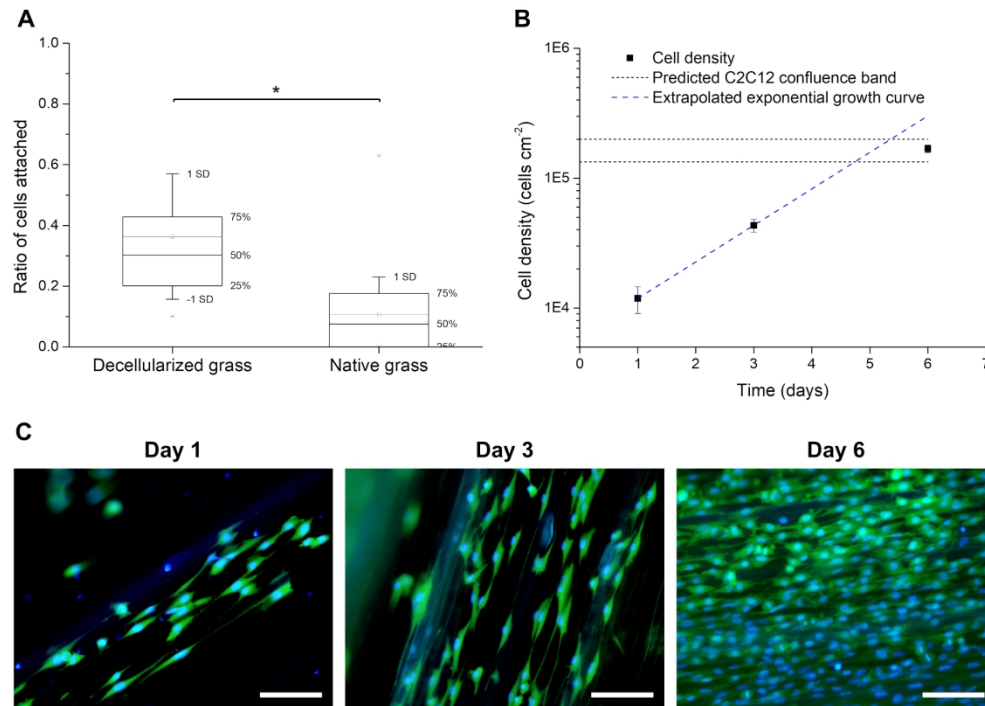 A
1.0
0.8
0.6
0.4
0.2
0.0
Ratio of cells attached
*
1 SD
75%
50%
25%
-1 SD
1 SD
75%
50%
25%
Decellularized grass
Native grass
B
1E6
1E5
1E4
Cell density (cells cm⁻²)
Cell density
Predicted C2C12 confluence band
Extrapolated exponential growth curve
0 1 2 3 4 5 6 7
Time (days)
C
Day 1
Day 3
Day 6